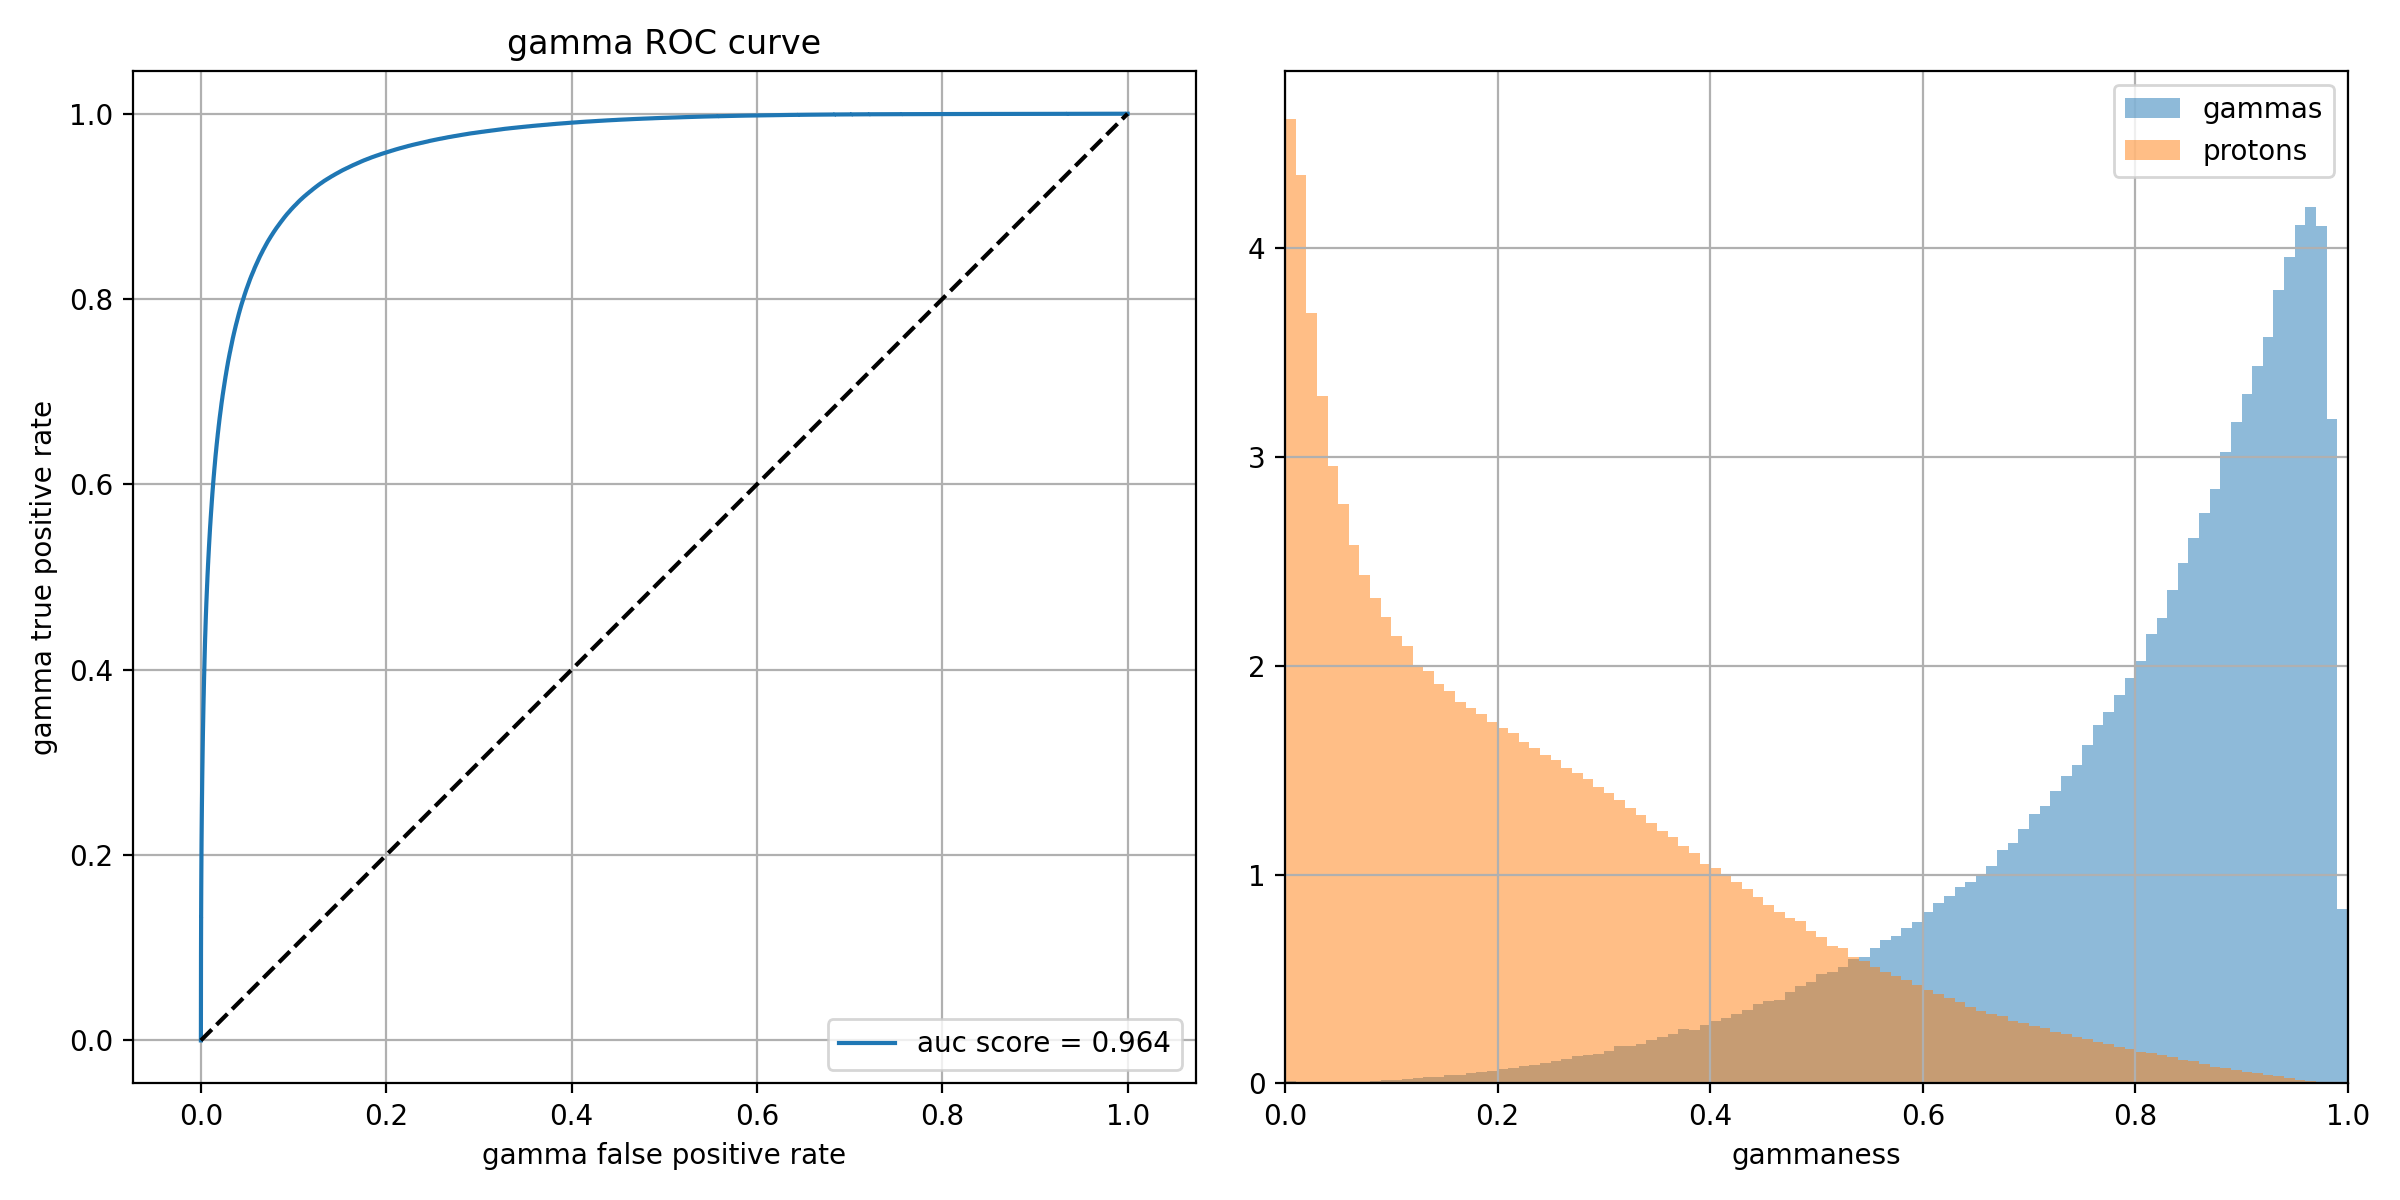 gamma ROC curve
gamma true positive rate
1.0
0.8
0.6
0.4
0.2
0.0
0.0 0.2 0.4 0.6 0.8 1.0
gamma false positive rate
auc score = 0.964
gammas
protons
4
3
2
1
0
0.0 0.2 0.4 0.6 0.8 1.0
gammaness